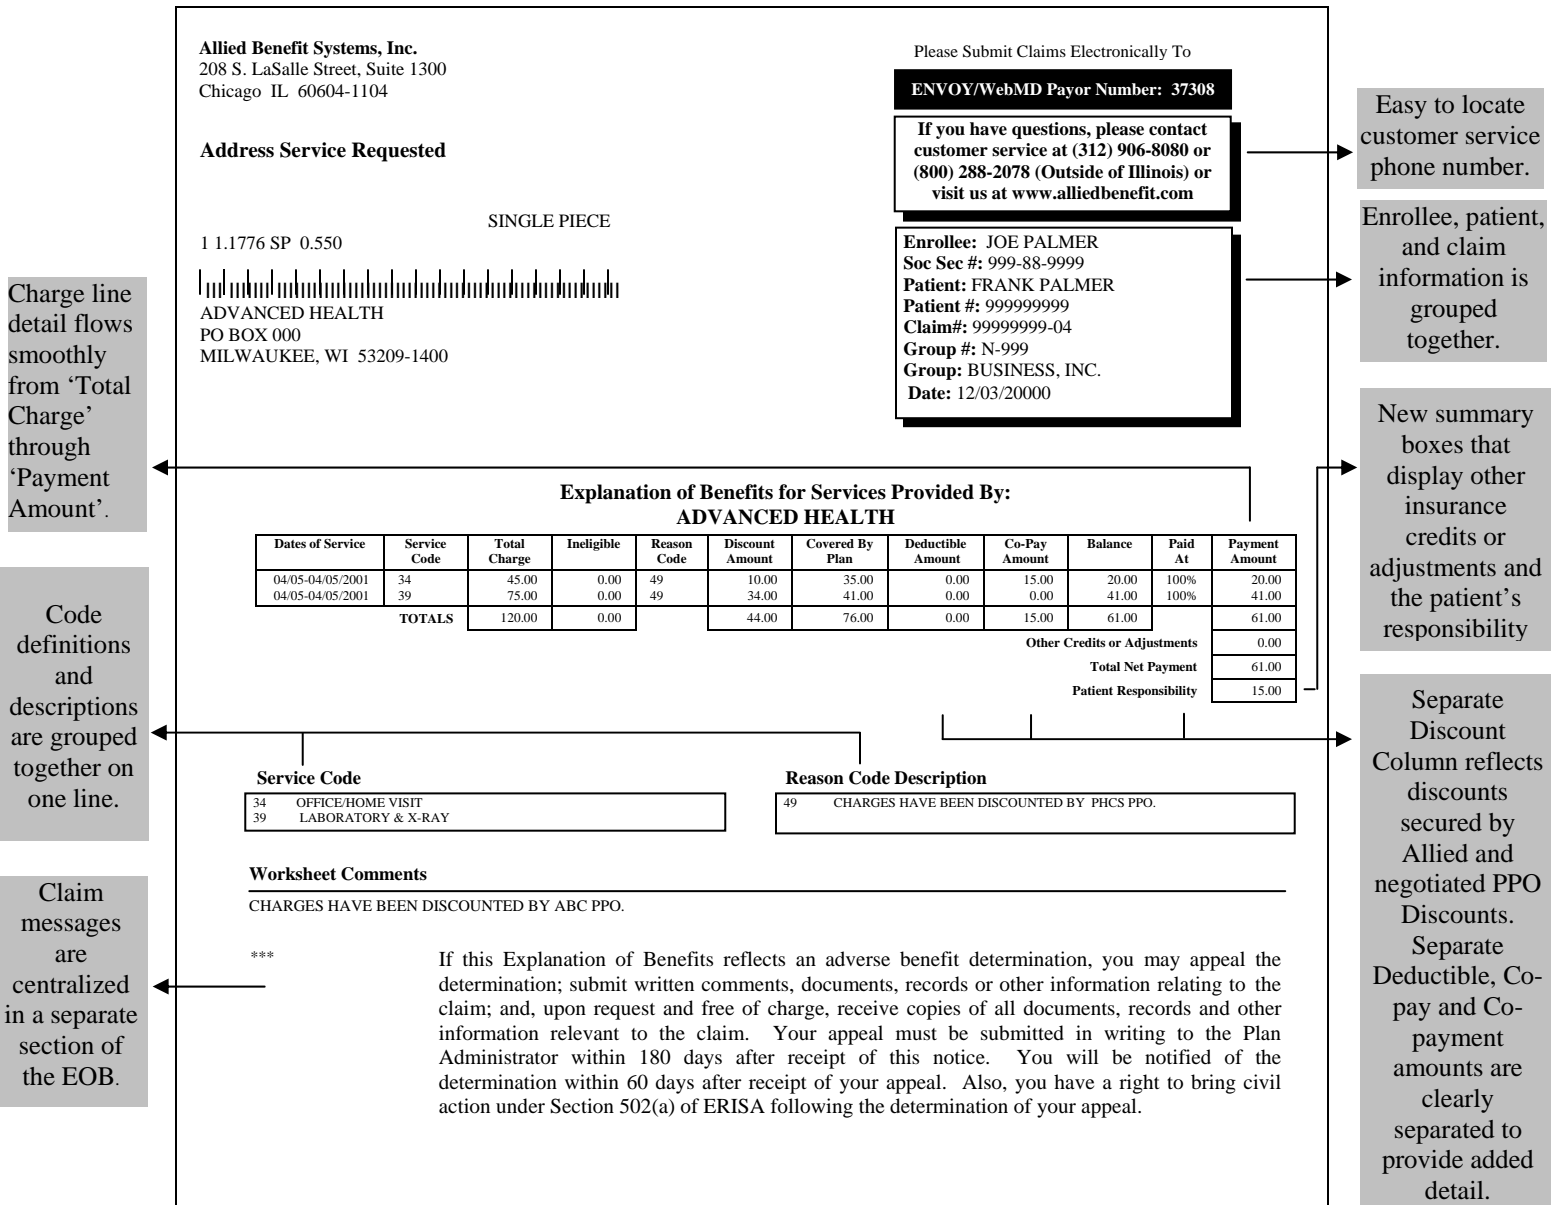 Allied Benefit Systems, Inc.
208 S. LaSalle Street, Suite 1300
Chicago IL 60604-1104
Address Service Requested
SINGLE PIECE
1 1.1776 SP 0.550
ADVANCED HEALTH
PO BOX 000
MILWAUKEE, WI 53209-1400
Please Submit Claims Electronically To
ENVOY/WebMD Payor Number: 37308
If you have questions, please contact
customer service at (312) 906-8080 or
(800) 288-2078 (Outside of Illinois) or
visit us at www.alliedbenefit.com
Enrollee: JOE PALMER
Soc Sec #: 999-88-9999
Patient: FRANK PALMER
Patient #: 999999999
Claim#: 99999999-04
Group #: N-999
Group: BUSINESS, INC.
Date: 12/03/20000
Easy to locate
customer service
phone number.
Enrollee, patient,
and claim
information is
grouped
together.
Charge line
detail flows
smoothly
from ‘Total
Charge’
through
‘Payment
Amount’.
New summary
boxes that
display other
insurance
credits or
adjustments and
the patient’s
responsibility
Explanation of Benefits for Services Provided By:
ADVANCED HEALTH
Dates of Service Service Code Total Charge Ineligible Reason Code Discount Amount Covered By Plan Deductible Amount Co-Pay Amount Balance Paid At Payment Amount
04/05-04/05/2001 34 45.00 0.00 49 10.00 35.00 0.00 15.00 20.00 100% 20.00
04/05-04/05/2001 39 75.00 0.00 49 34.00 41.00 0.00 0.00 41.00 100% 41.00
TOTALS 120.00 0.00 44.00 76.00 0.00 15.00 61.00 61.00
Other Credits or Adjustments 0.00
Total Net Payment 61.00
Patient Responsibility 15.00
Code
definitions
and
descriptions
are grouped
together on
one line.
Service Code
34 OFFICE/HOME VISIT
39 LABORATORY & X-RAY
Reason Code Description
49 CHARGES HAVE BEEN DISCOUNTED BY PHCS PPO.
Separate
Discount
Column reflects
discounts
secured by
Allied and
negotiated PPO
Discounts.
Separate
Deductible, Co-
pay and Co-
payment
amounts are
clearly
separated to
provide added
detail.
Worksheet Comments
CHARGES HAVE BEEN DISCOUNTED BY ABC PPO.
Claim
messages
are
centralized
in a separate
section of
the EOB.
***
If this Explanation of Benefits reflects an adverse benefit determination, you may appeal the
determination; submit written comments, documents, records or other information relating to the
claim; and, upon request and free of charge, receive copies of all documents, records and other
information relevant to the claim. Your appeal must be submitted in writing to the Plan
Administrator within 180 days after receipt of this notice. You will be notified of the
determination within 60 days after receipt of your appeal. Also, you have a right to bring civil
action under Section 502(a) of ERISA following the determination of your appeal.